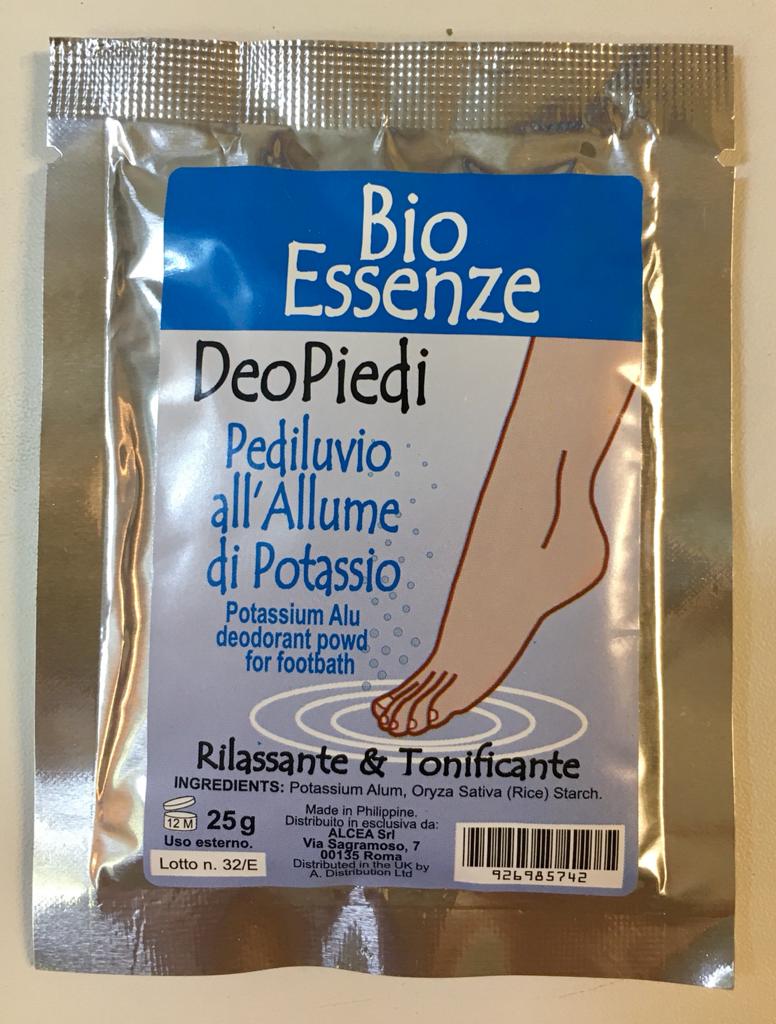 Bio
Essenze
DeoPiedi
Pediluvio
all'Allume
di Potassio
Potassium Alu
deodorant powd
for footbath
Rilassante & Tonificante
INGREDIENTS: Potassium Alum, Oryza Sativa (Rice) Starch.
12 M
25g
Uso esterno.
Lotto n. 32/E
Made in Philippine.
Distribuito in esclusiva da:
ALCEA Srl
Via Sagramoso, 7
00135 Roma
Distributed in the UK by
A. Distribution Ltd
926985742